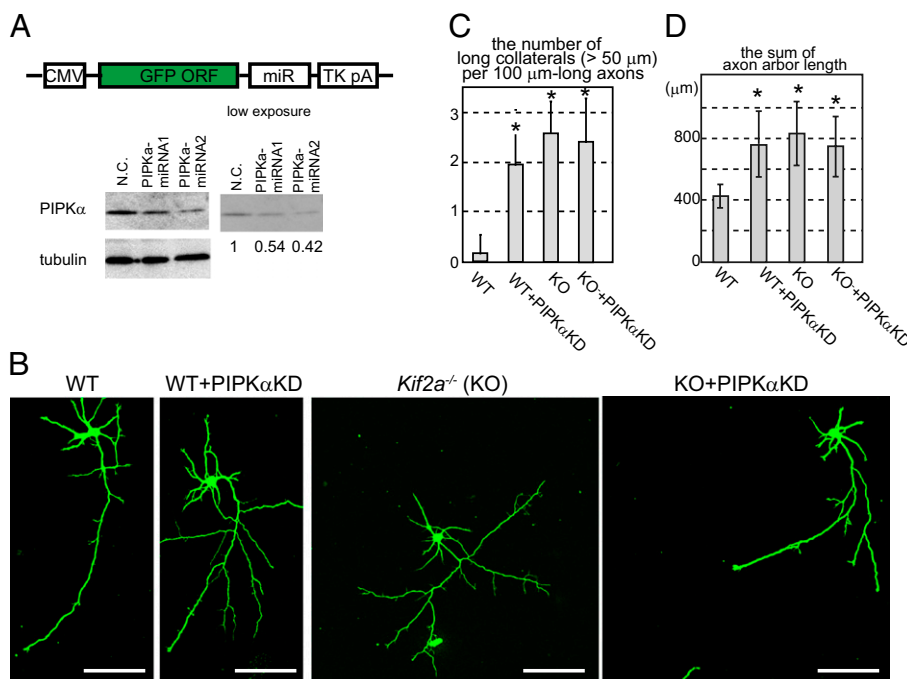 A
CMV GFP ORF miR TK pA
low exposure
N.C. PIPKa-miRNA1 PIPKa-miRNA2
N.C. PIPKa-miRNA1 PIPKa-miRNA2
PIPKα
1 0.54 0.42
tubulin
C
the number of
long collaterals (> 50 μm)
per 100 μm-long axons
3
2
1
0
* * *
WT WT+PIPKαKD KO KO+PIPKαKD
D
the sum of
axon arbor length
(μm)
800
400
0
* * *
WT WT+PIPKαKD KO KO+PIPKαKD
B
WT WT+PIPKαKD Kif2a-/- (KO) KO+PIPKαKD